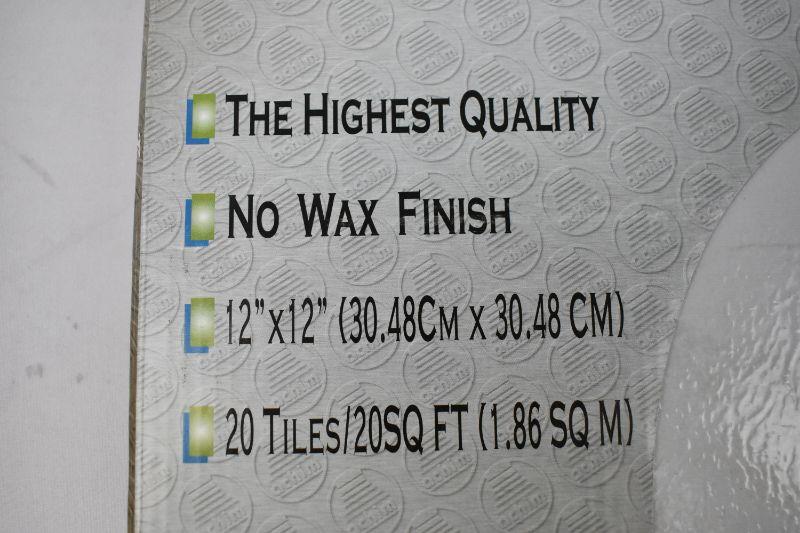 THE HIGHEST QUALITY
NO WAX FINISH
12”X12” (30.48CM X 30.48 CM)
20 TILES/20SQ FT (1.86 SQ M)